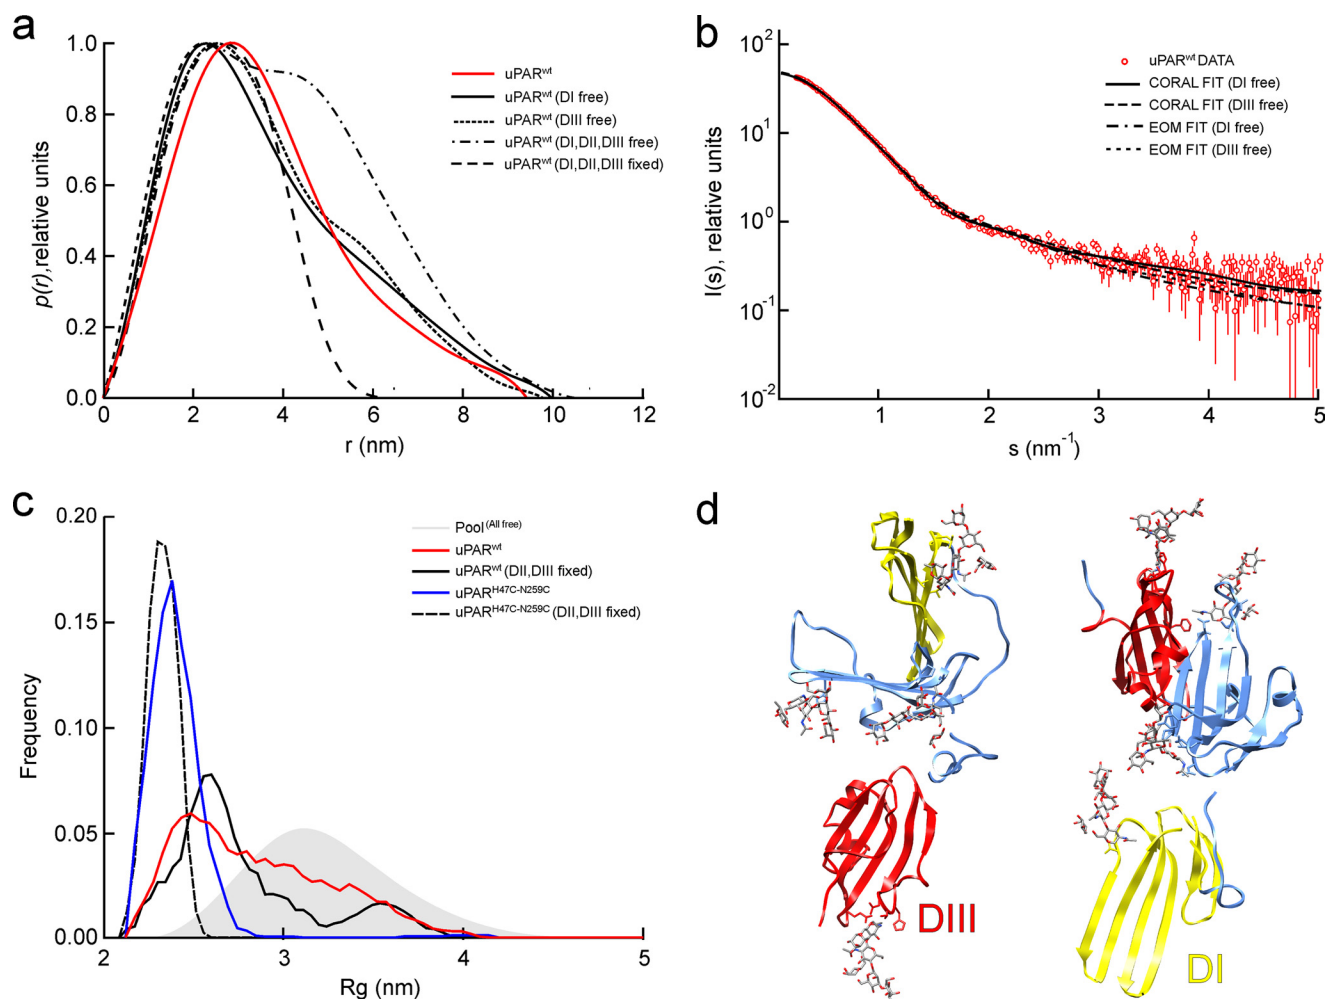 a
1.0
0.8
0.6
0.4
0.2
0.0
p(r),relative units
0
2
4
6
8
10
12
r (nm)
uPARwt
uPARwt (DI free)
uPARwt (DIII free)
uPARwt (DI,DII,DIII free)
uPARwt (DI,DII,DIII fixed)
b
10²
10¹
10⁰
10⁻¹
10⁻²
I(s), relative units
1
2
3
4
5
s (nm⁻¹)
uPARwt DATA
CORAL FIT (DI free)
CORAL FIT (DIII free)
EOM FIT (DI free)
EOM FIT (DIII free)
c
0.20
0.15
0.10
0.05
0.00
Frequency
2
3
4
5
Rg (nm)
Pool(All free)
uPARwt
uPARwt (DII,DIII fixed)
uPARH47C-N259C
uPARH47C-N259C (DII,DIII fixed)
d
DIII
DI